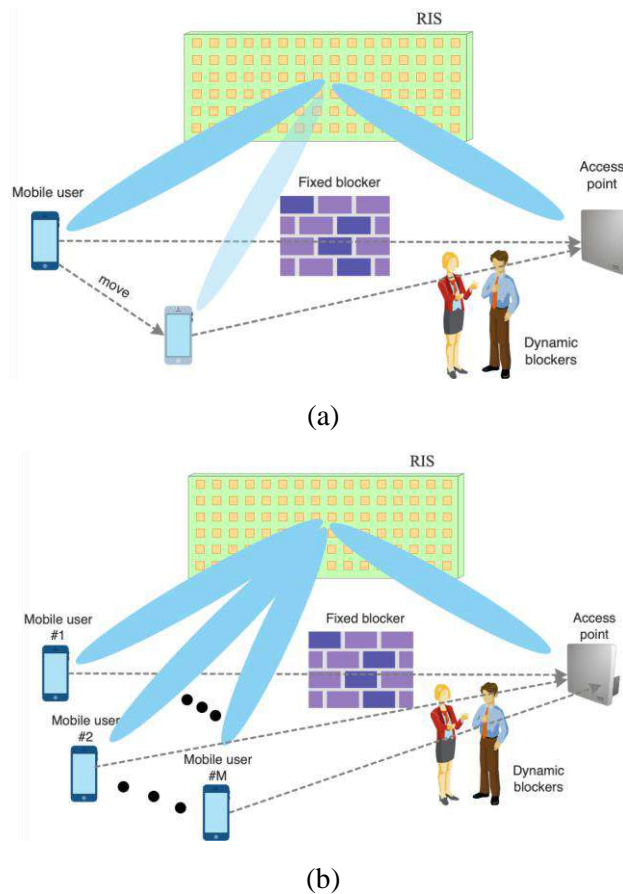 RIS
Mobile user
Fixed blocker
Access
point
move
Dynamic
blockers
(a)
RIS
Mobile user
#1
Fixed blocker
Access
point
Mobile user
#2
Mobile user
#M
Dynamic
blockers
(b)